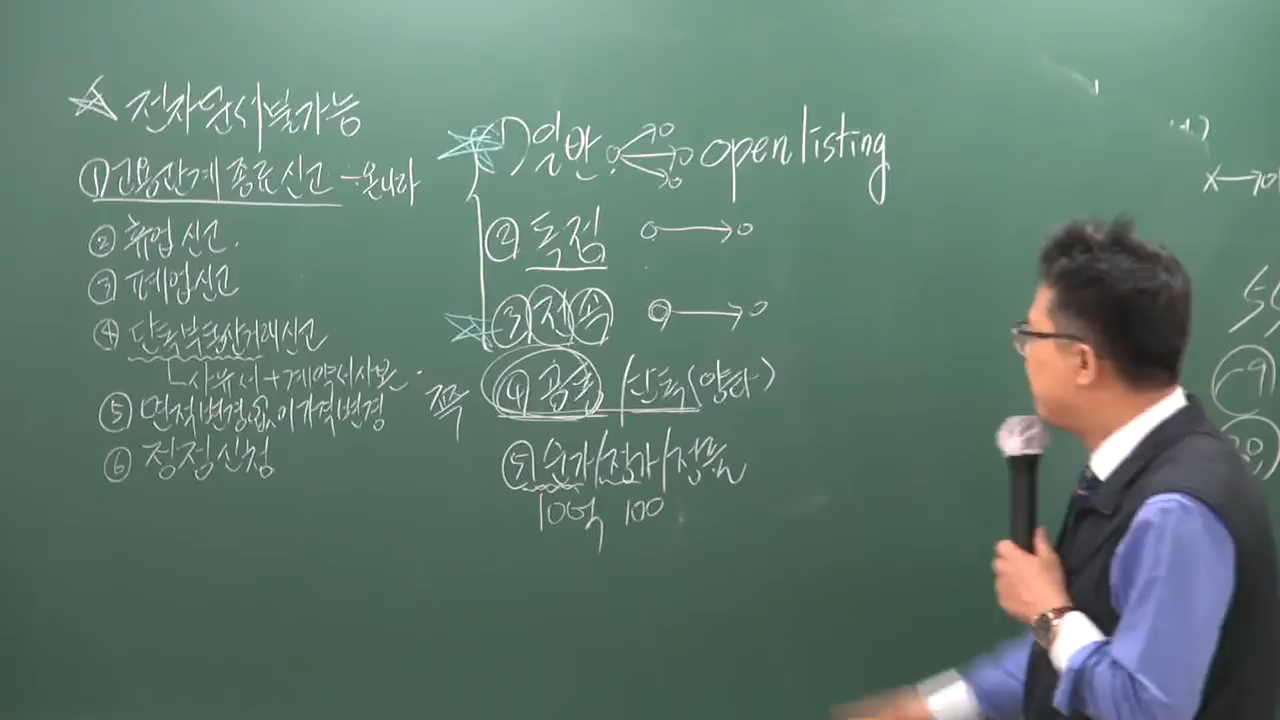 전자문서불가능
① 고용관계종료신고 -온나라
② 휴업신고.
③ 폐업신고
④ 단독부동산거래신고
사유서+계약서사본
⑤ 면적변경없이가격변경
⑥ 정정신청
1) 일반 open listing
② 독점
③ 전속
쪽 ④ 공동 / 단독(양타)
⑤ 순가/정가/정률
10억 100